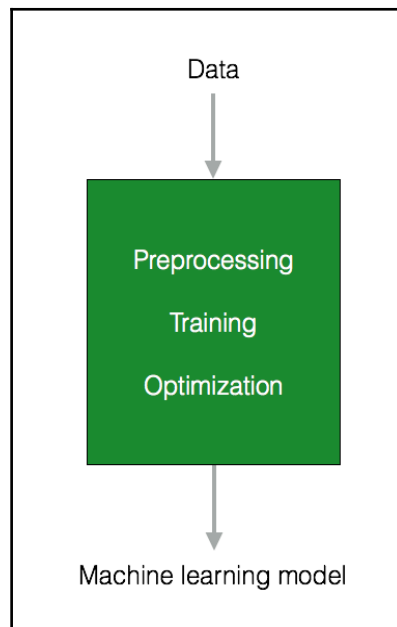 Data
Preprocessing
Training
Optimization
Machine learning model